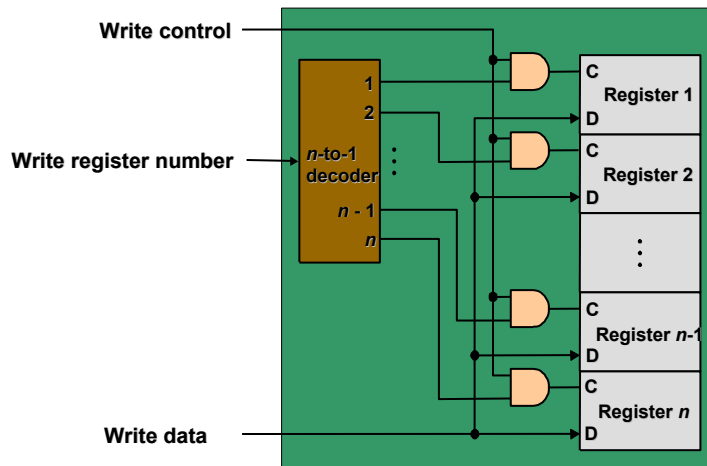 Write control
1
C
Register 1
D
2
C
Write register number
n-to-1
decoder
Register 2
D
n - 1
n
C
Register n-1
D
C
Register n
Write data
D